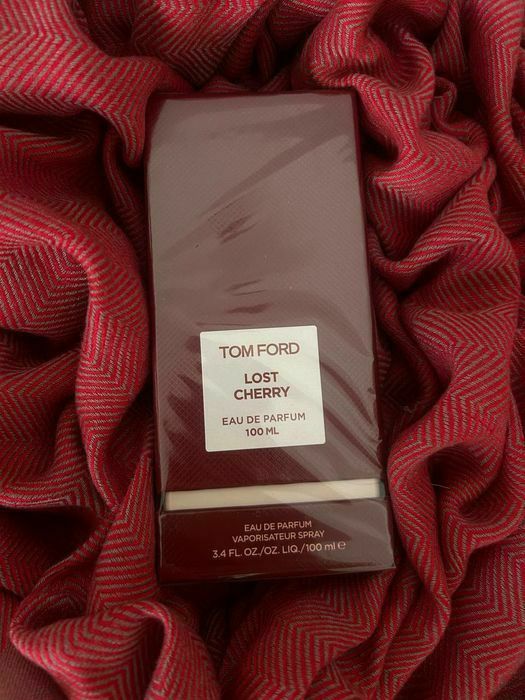 TOM FORD
LOST
CHERRY
EAU DE PARFUM
100 ML
EAU DE PARFUM
VAPORISATEUR SPRAY
3.4 FL. OZ./OZ. LIQ./100 ml ℮